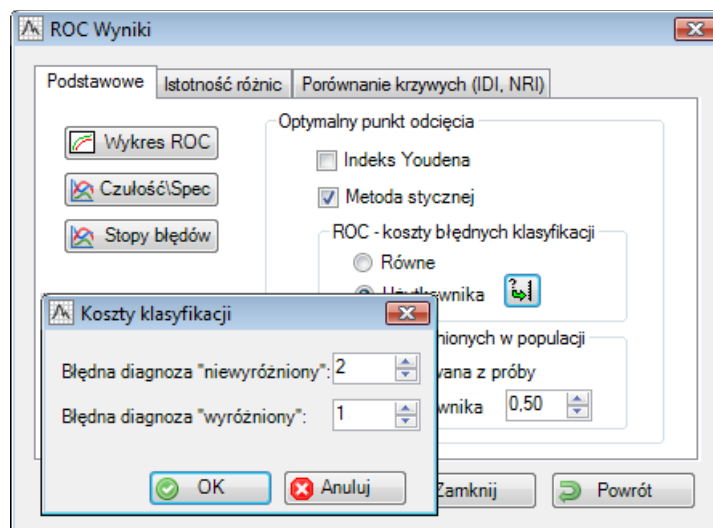 ROC Wyniki
Podstawowe
Istotność różnic
Porównanie krzywych (IDI, NRI)
Wykres ROC
Czułość\Spec
Stopy błędów
Optymalny punkt odcięcia
Indeks Youdena
Metoda stycznej
ROC - koszty błędnych klasyfikacji
Równe
0,50
Zamknij
Powrót
Koszty klasyfikacji
Błędna diagnoza "niewyróżniony": 2
Błędna diagnoza "wyróżniony": 1
OK
Anuluj
w populacji
z próby